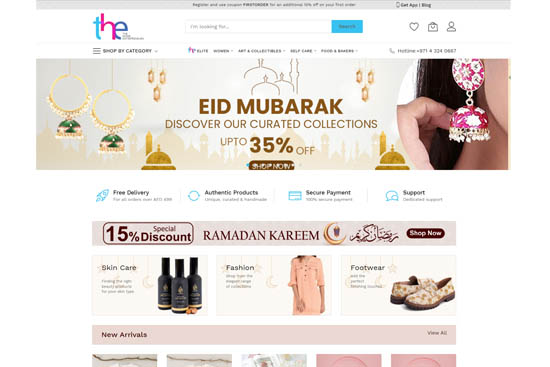 Register and use coupon FIRSTORDER for an additional 10% off on your first order
Get App | Blog
the
I'm looking for...
Search
SHOP BY CATEGORY
the ELITE
WOMEN
ART & COLLECTIBLES
SELF CARE
FOOD & BAKERS
Hotline +971 4 324 0667
EID MUBARAK
DISCOVER OUR CURATED COLLECTIONS
UPTO 35% OFF
SHOP NOW
Free Delivery
For all orders over AED 499
Authentic Products
Unique, curated & handmade
Secure Payment
100% secure payment
Support
Dedicated support
15% Special Discount
RAMADAN KAREEM
رمضان كريم
Shop Now
Skin Care
Finding the right
beauty products
for your skin type
Fashion
Shop from the
elegant range
of collections
Footwear
Add the
perfect
finishing touches
New Arrivals
View All